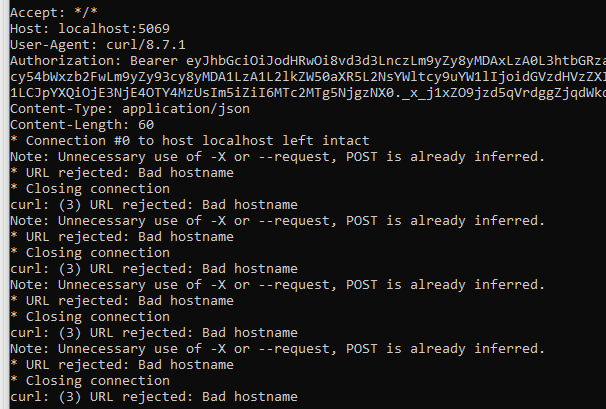 Accept: */*
Host: localhost:5069
User-Agent: curl/8.7.1
Authorization: Bearer eyJhbGciOiJodHRwOi8vd3d3LnczLm9yZy8yMDAxLzA0L3htbGRza
cy54bWxzb2FwLm9yZy93cy8yMDA1LzA1L2lkZW50aXR5L2NsYWltcy9uYW1lIjoidGVzdHVzZXI
1LCJpYXQiOjE3NjE4OTY4MzUsIm5iZiI6MTc2MTg5NjgzNX0._x_j1xZO9jzd5qVrdggZjqdWkd
Content-Type: application/json
Content-Length: 60
* Connection #0 to host localhost left intact
Note: Unnecessary use of -X or --request, POST is already inferred.
* URL rejected: Bad hostname
* Closing connection
curl: (3) URL rejected: Bad hostname
Note: Unnecessary use of -X or --request, POST is already inferred.
* URL rejected: Bad hostname
* Closing connection
curl: (3) URL rejected: Bad hostname
Note: Unnecessary use of -X or --request, POST is already inferred.
* URL rejected: Bad hostname
* Closing connection
curl: (3) URL rejected: Bad hostname
Note: Unnecessary use of -X or --request, POST is already inferred.
* URL rejected: Bad hostname
* Closing connection
curl: (3) URL rejected: Bad hostname